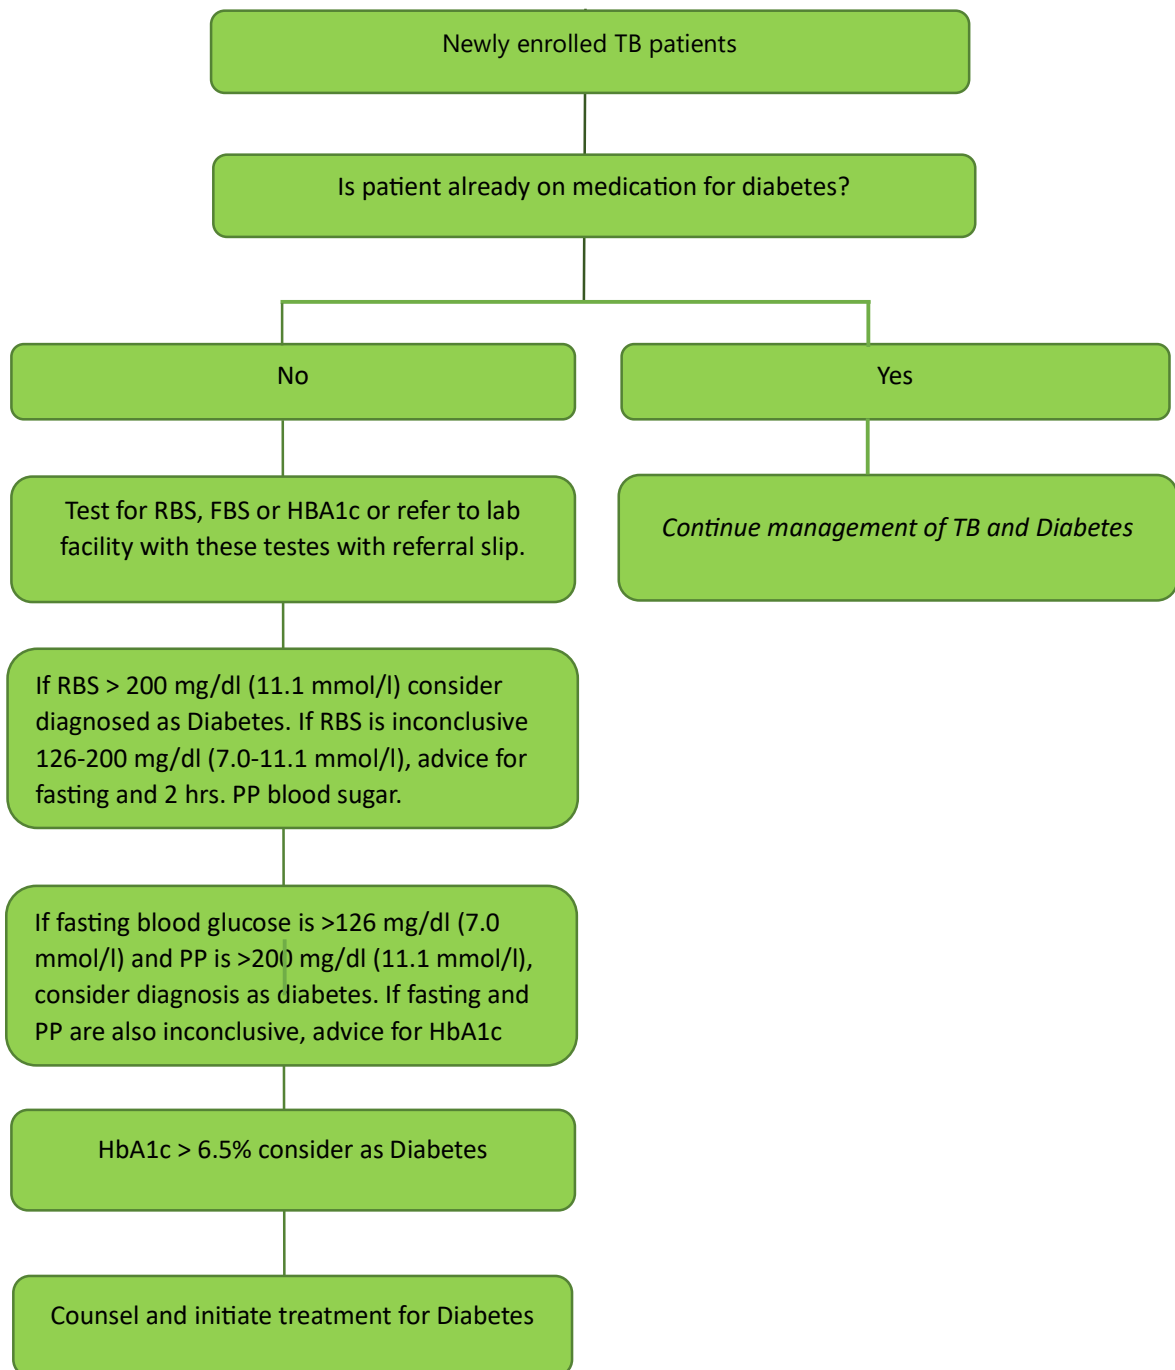 Newly enrolled TB patients
Is patient already on medication for diabetes?
No
Yes
Test for RBS, FBS or HBA1c or refer to lab
facility with these testes with referral slip.
Continue management of TB and Diabetes
If RBS > 200 mg/dl (11.1 mmol/l) consider
diagnosed as Diabetes. If RBS is inconclusive
126-200 mg/dl (7.0-11.1 mmol/l), advice for
fasting and 2 hrs. PP blood sugar.
If fasting blood glucose is >126 mg/dl (7.0
mmol/l) and PP is >200 mg/dl (11.1 mmol/l),
consider diagnosis as diabetes. If fasting and
PP are also inconclusive, advice for HbA1c
HbA1c > 6.5% consider as Diabetes
Counsel and initiate treatment for Diabetes